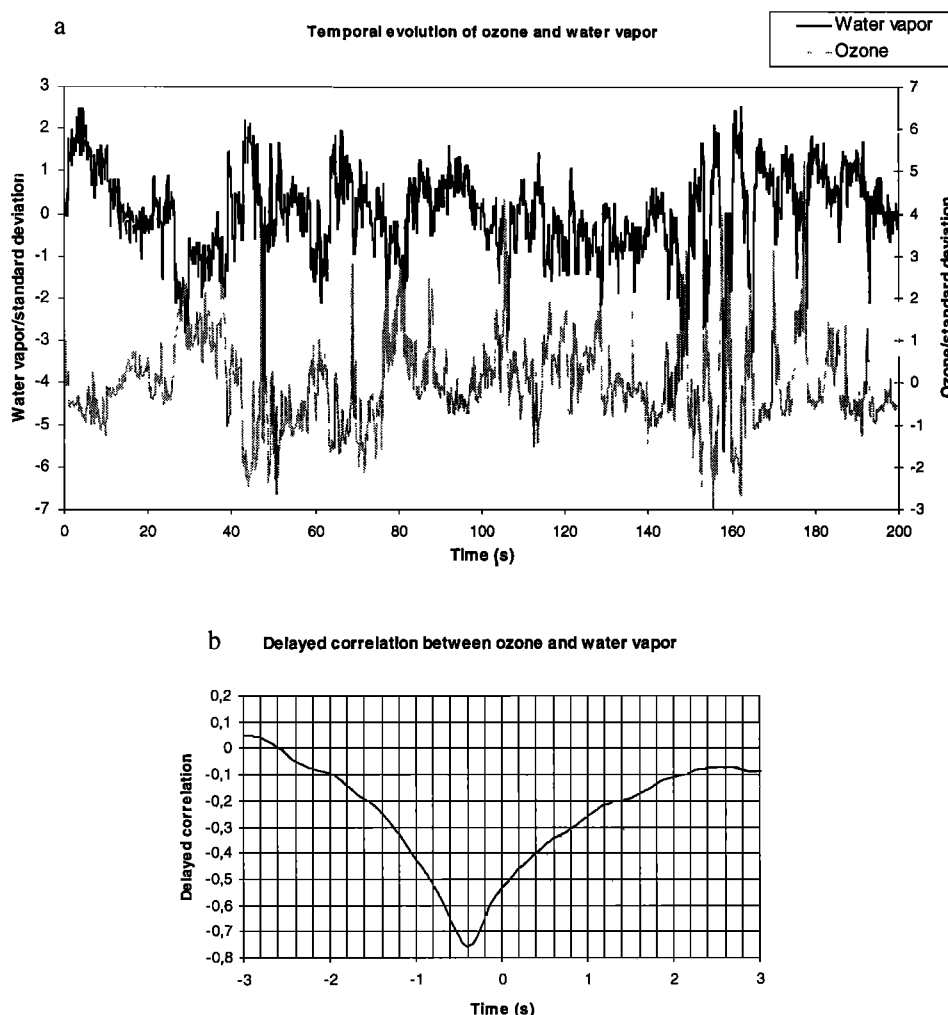 a
Temporal evolution of ozone and water vapor
Water vapor
Ozone
Water vapor/standard deviation
3
2
1
0
-1
-2
-3
-4
-5
-6
-7
7
6
5
4
3
2
1
0
-1
-2
-3
Ozone/standard deviation
0 20 40 60 80 100 120 140 160 180 200
Time (s)
b
Delayed correlation between ozone and water vapor
Delayed correlation
0,2
0,1
0
-0,1
-0,2
-0,3
-0,4
-0,5
-0,6
-0,7
-0,8
-3 -2 -1 0 1 2 3
Time (s)